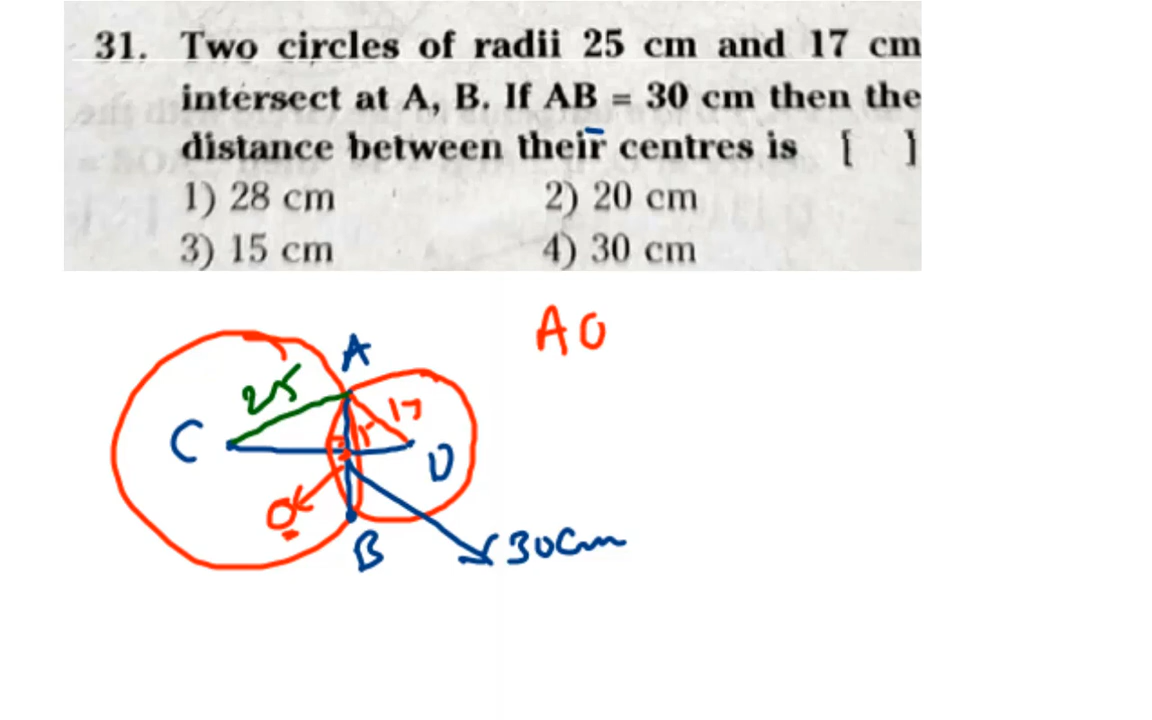 31. Two circles of radii 25 cm and 17 cm
intersect at A, B. If AB = 30 cm then the
distance between their centres is [ ]
1) 28 cm 2) 20 cm
3) 15 cm 4) 30 cm
AO
A
25
17
C
D
O
B
30cm